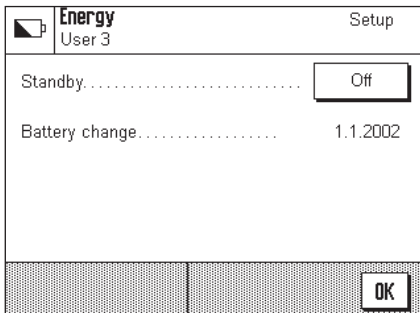 Energy Setup
User 3
Standby........................... Off
Battery change.................. 1.1.2002
OK